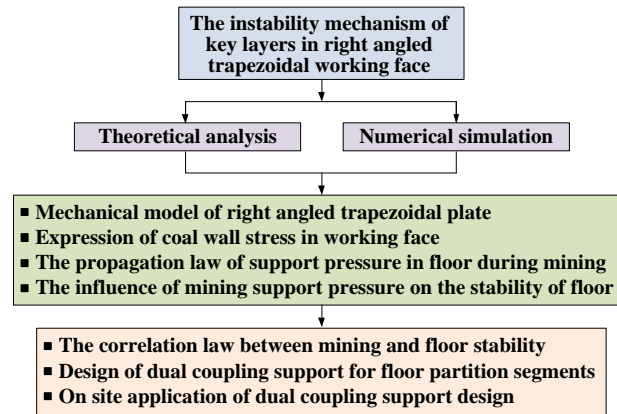 The instability mechanism of
key layers in right angled
trapezoidal working face
Theoretical analysis
Numerical simulation
▪ Mechanical model of right angled trapezoidal plate
▪ Expression of coal wall stress in working face
▪ The propagation law of support pressure in floor during mining
▪ The influence of mining support pressure on the stability of floor
▪ The correlation law between mining and floor stability
▪ Design of dual coupling support for floor partition segments
▪ On site application of dual coupling support design